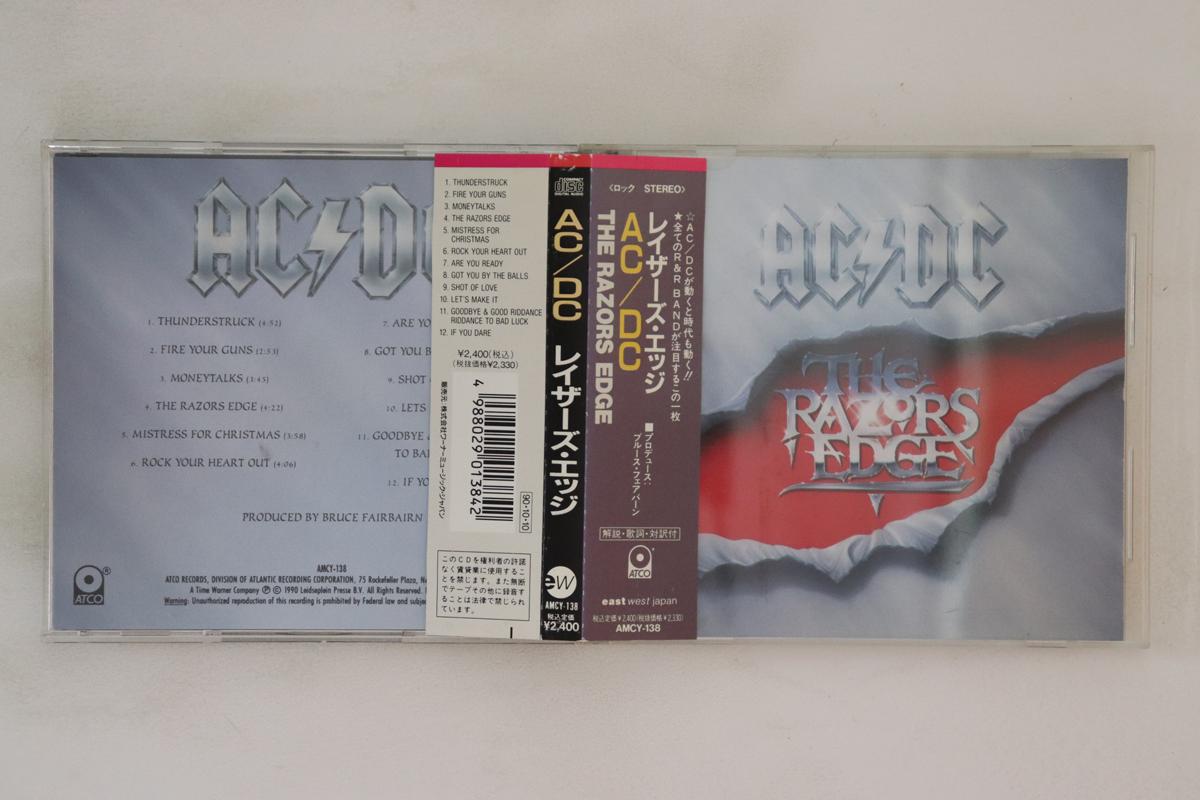 AC/DC
1. THUNDERSTRUCK (4:52)
2. FIRE YOUR GUNS (2:53)
3. MONEYTALKS (3:45)
4. THE RAZORS EDGE (4:22)
5. MISTRESS FOR CHRISTMAS (3:58)
6. ROCK YOUR HEART OUT (4:06)
7. ARE YO
8. GOT YOU B
9. SHOT
10. LETS
11. GOODBYE
TO BA
12. IF YO
PRODUCED BY BRUCE FAIRBAIRN
AMCY-138
ATCO RECORDS, DIVISION OF ATLANTIC RECORDING CORPORATION, 75 Rockefeller Plaza, Ne
A Time Warner Company ℗ © 1990 Leidseplein Presse B.V. All Rights Reserved.
Warning: Unauthorized reproduction of this recording is prohibited by Federal law and subje
ATCO®
1. THUNDERSTRUCK
2. FIRE YOUR GUNS
3. MONEYTALKS
4. THE RAZORS EDGE
5. MISTRESS FOR
CHRISTMAS
6. ROCK YOUR HEART OUT
7. ARE YOU READY
8. GOT YOU BY THE BALLS
9. SHOT OF LOVE
10. LET'S MAKE IT
11. GOODBYE & GOOD RIDDANCE
RIDDANCE TO BAD LUCK
12. IF YOU DARE
¥2,400(税込)
(税抜価格¥2,330)
販売元:株式会社ワーナーミュージック・ジャパン
4 988029 013842
90·10·10
このCDを権利者の許諾
なく賃貸業に使用するこ
とを禁じます。また無断
でテープその他に録音す
ることは法律で禁じられ
ています。
COMPACT
disc
DIGITAL AUDIO
AC/DC レイザーズ・エッジ
eW
AMCY-138
税込定価
¥2,400
〈ロック STEREO〉
☆AC/DCが動くと時代も動く!!
★全てのR&R BANDが注目するこの一枚
レイザーズ・エッジ
AC/DC
THE RAZORS EDGE
■プロデュース:
ブルース・フェアバーン
解説・歌詞・対訳付
ATCO
east west japan
税込定価¥2,400(税抜価格¥2,330)
AMCY-138
AC/DC
THE
RAZORS
EDGE